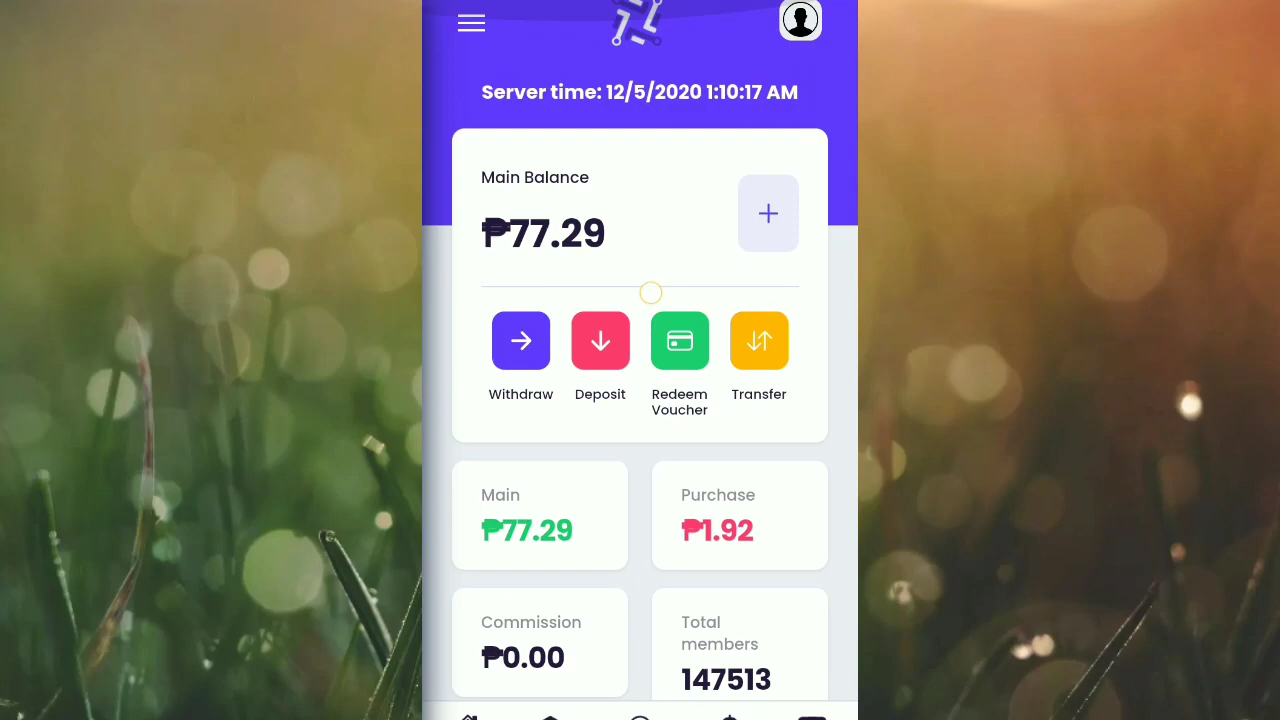 Server time: 12/5/2020 1:10:17 AM
Main Balance
₱77.29
Withdraw
Deposit
Redeem
Voucher
Transfer
Main
₱77.29
Purchase
₱1.92
Commission
₱0.00
Total
members
147513